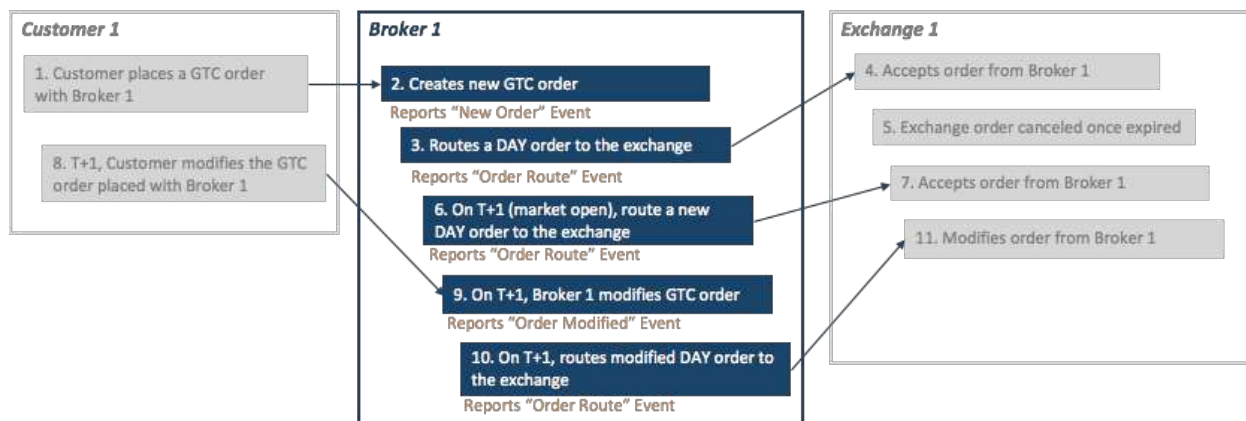 Customer 1
1. Customer places a GTC order
with Broker 1
8. T+1, Customer modifies the GTC
order placed with Broker 1
Broker 1
2. Creates new GTC order
Reports "New Order" Event
3. Routes a DAY order to the exchange
Reports "Order Route" Event
6. On T+1 (market open), route a new
DAY order to the exchange
Reports "Order Route" Event
9. On T+1, Broker 1 modifies GTC order
Reports "Order Modified" Event
10. On T+1, routes modified DAY order to
the exchange
Reports "Order Route" Event
Exchange 1
4. Accepts order from Broker 1
5. Exchange order canceled once expired
7. Accepts order from Broker 1
11. Modifies order from Broker 1